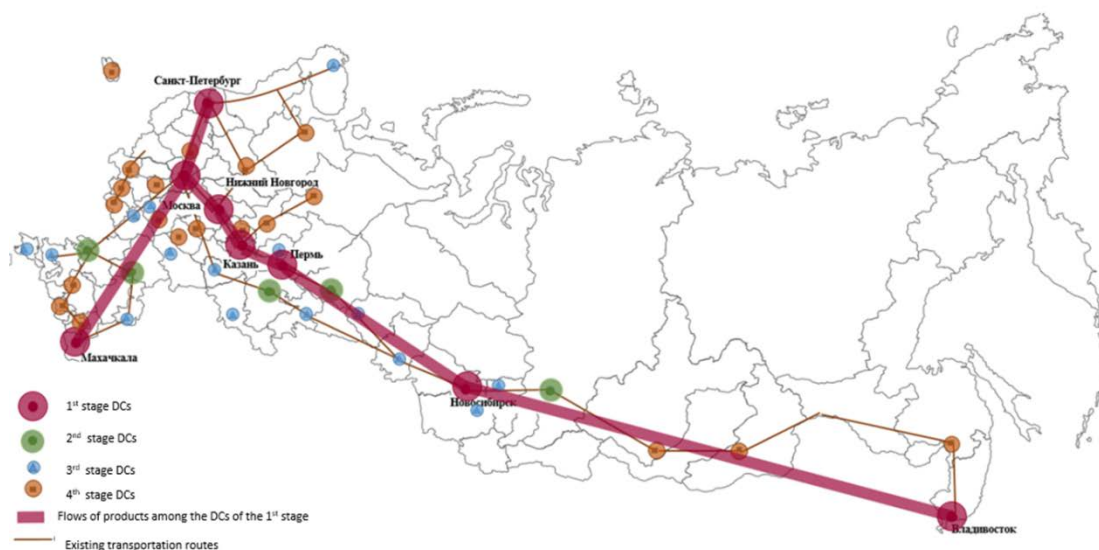 Санкт-Петербург
Нижний Новгород
Москва
Казань
Пермь
Махачкала
Новосибирск
Владивосток
1st stage DCs
2nd stage DCs
3rd stage DCs
4th stage DCs
Flows of products among the DCs of the 1st stage
Existing transportation routes